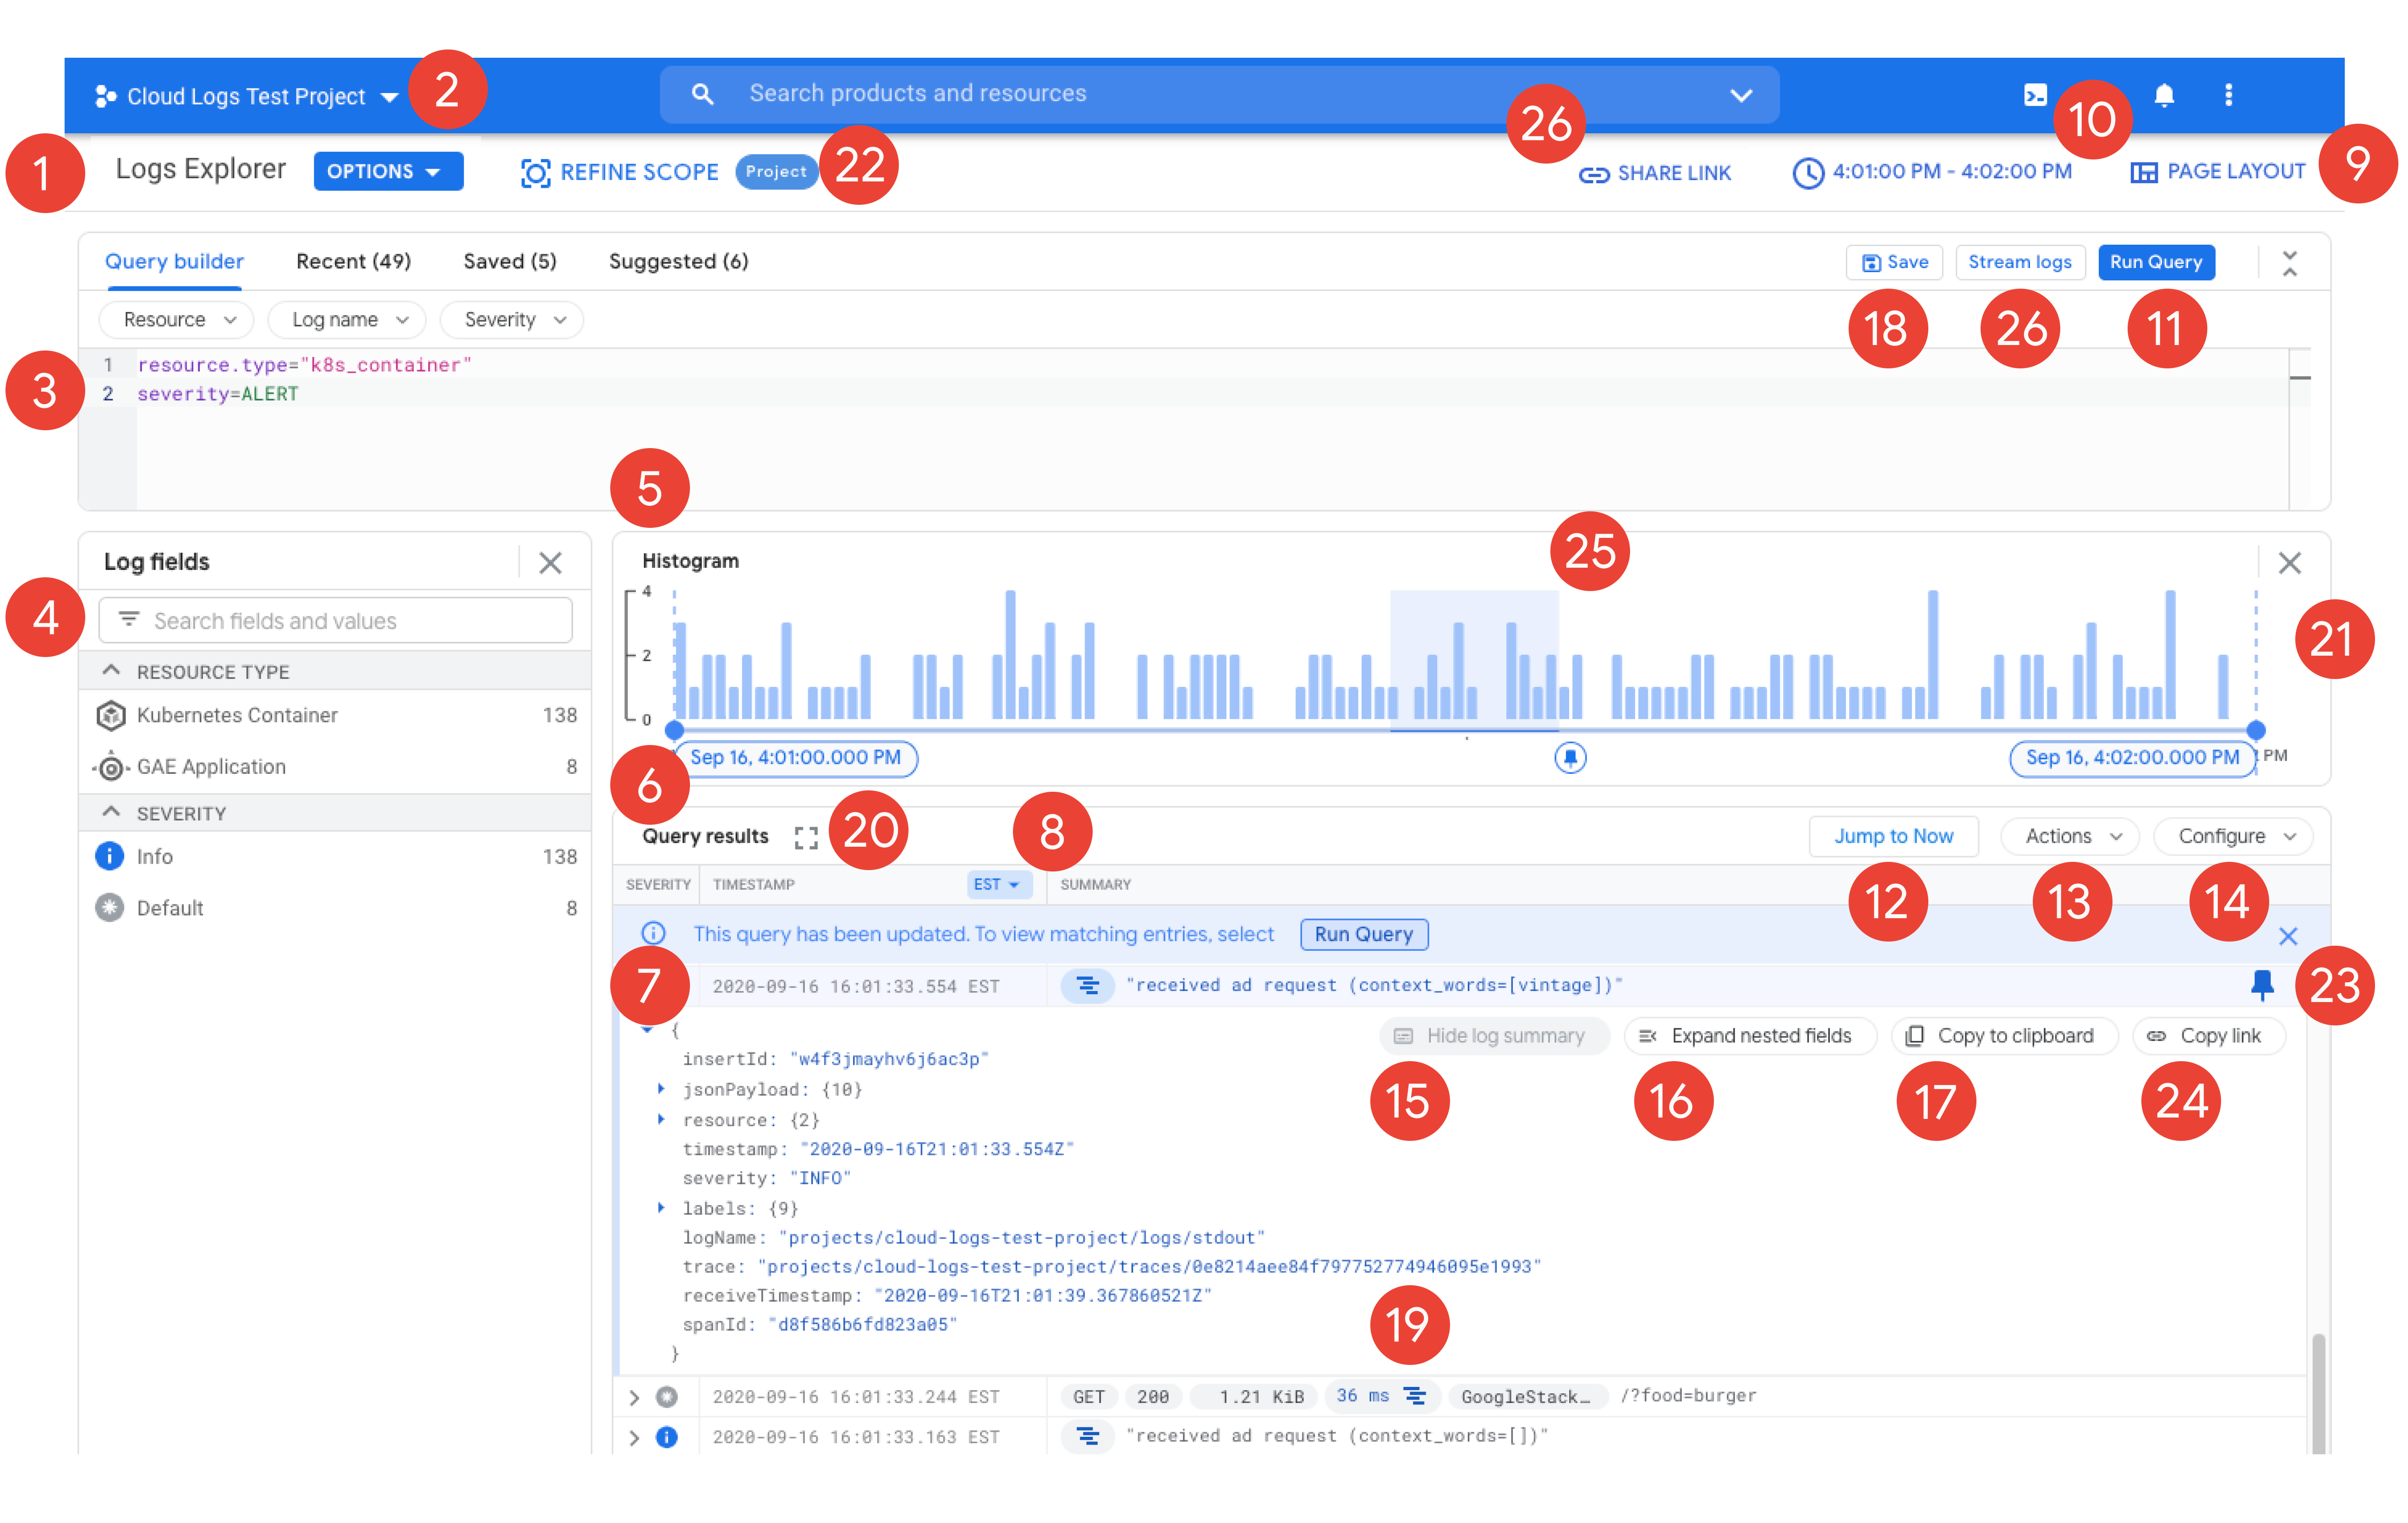 Cloud Logs Test Project
2
Search products and resources
26
10
1
Logs Explorer
OPTIONS
REFINE SCOPE
Project
22
SHARE LINK
4:01:00 PM - 4:02:00 PM
PAGE LAYOUT
9
Query builder
Recent (49)
Saved (5)
Suggested (6)
Save
Stream logs
Run Query
18
26
11
Resource
Log name
Severity
3
1 resource.type="k8s_container"
2 severity=ALERT
5
Log fields
4
Search fields and values
RESOURCE TYPE
Kubernetes Container 138
GAE Application 8
SEVERITY
Info 138
Default 8
Histogram
25
21
4
2
0
Sep 16, 4:01:00.000 PM
Sep 16, 4:02:00.000 PM
PM
6
Query results
20
8
Jump to Now
Actions
Configure
SEVERITY
TIMESTAMP
EST
SUMMARY
12
13
14
This query has been updated. To view matching entries, select
Run Query
7
2020-09-16 16:01:33.554 EST
"received ad request (context_words=[vintage])"
23
{
Hide log summary
Expand nested fields
Copy to clipboard
Copy link
15
16
17
24
insertId: "w4f3jmayhv6j6ac3p"
jsonPayload: {10}
resource: {2}
timestamp: "2020-09-16T21:01:33.554Z"
severity: "INFO"
labels: {9}
logName: "projects/cloud-logs-test-project/logs/stdout"
trace: "projects/cloud-logs-test-project/traces/0e8214aee84f797752774946095e1993"
receiveTimestamp: "2020-09-16T21:01:39.367860521Z"
spanId: "d8f586b6fd823a05"
19
}
2020-09-16 16:01:33.244 EST
GET
200
1.21 KiB
36 ms
GoogleStack…
/?food=burger
2020-09-16 16:01:33.163 EST
"received ad request (context_words=[])"